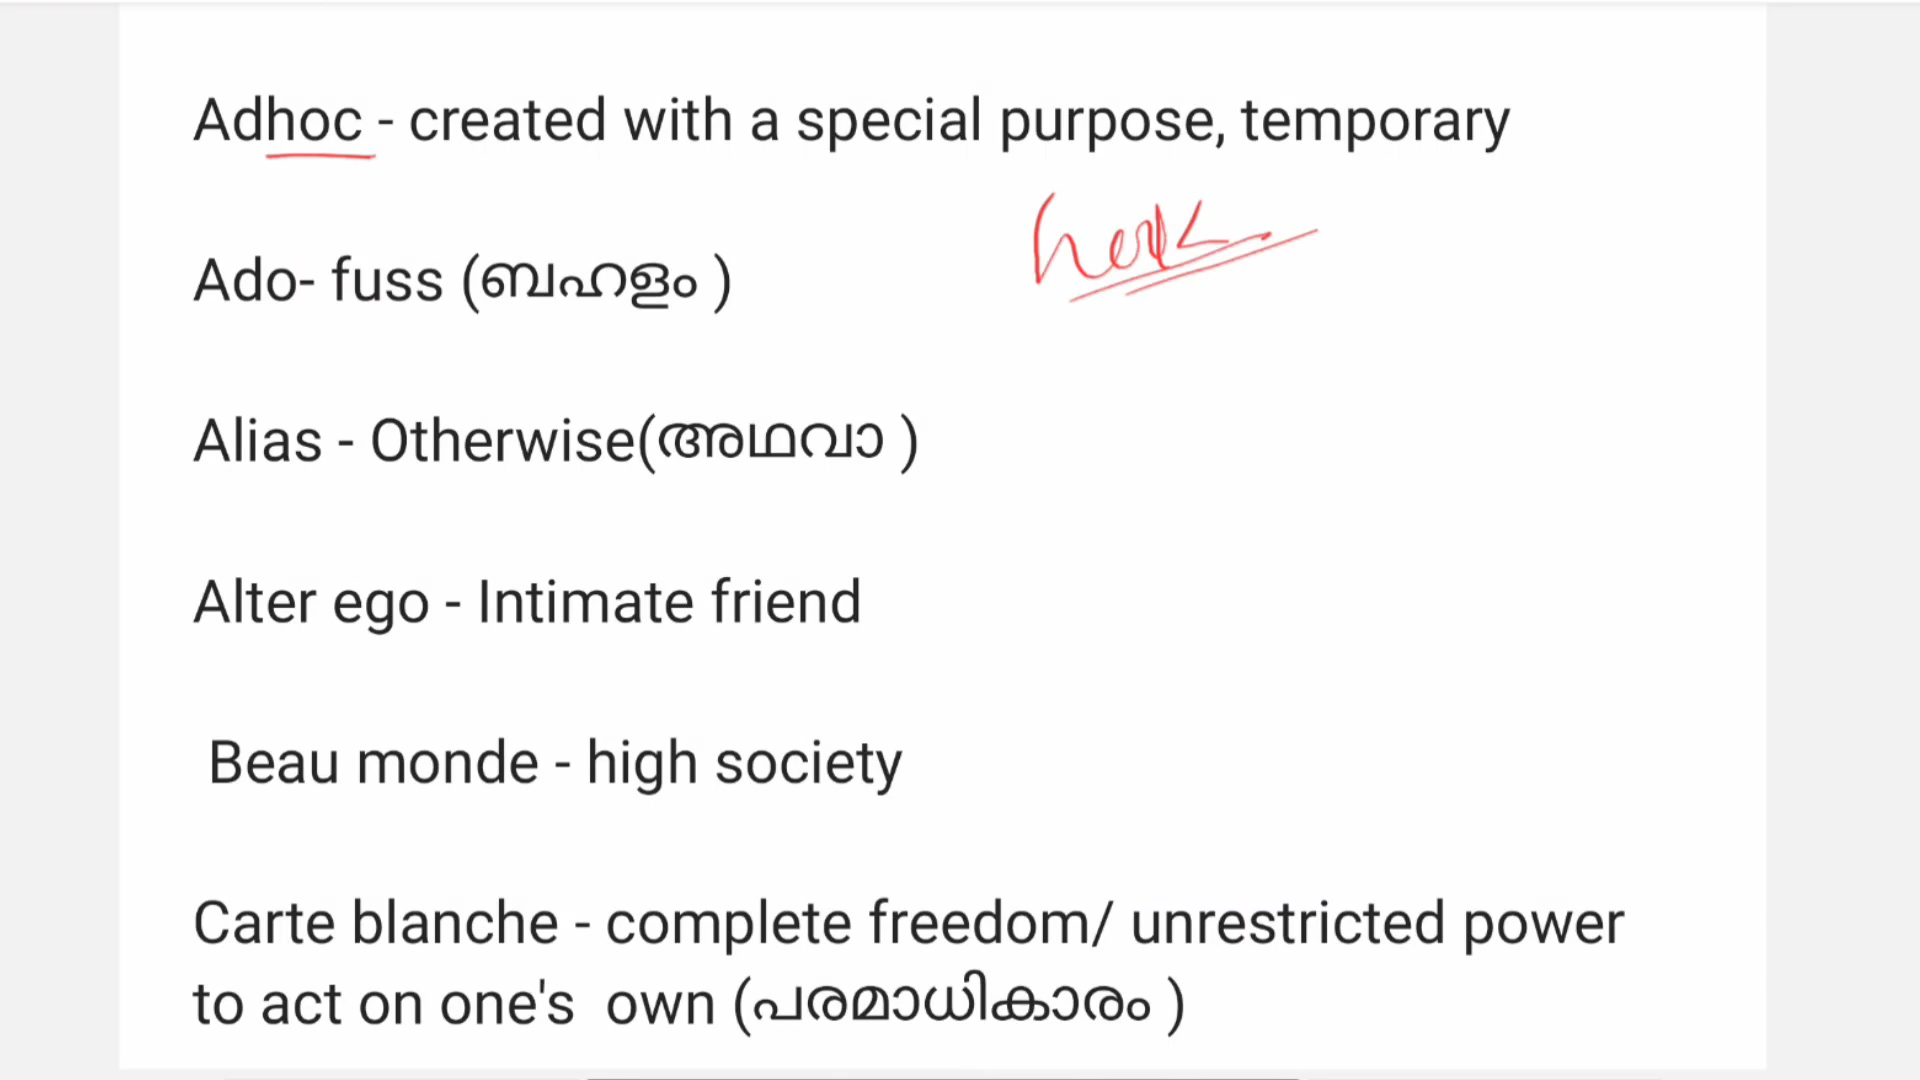 Adhoc - created with a special purpose, temporary
Ado- fuss (ബഹളം )
Alias - Otherwise(അഥവാ )
Alter ego - Intimate friend
Beau monde - high society
Carte blanche - complete freedom/ unrestricted power
to act on one's  own (പരമാധികാരം )